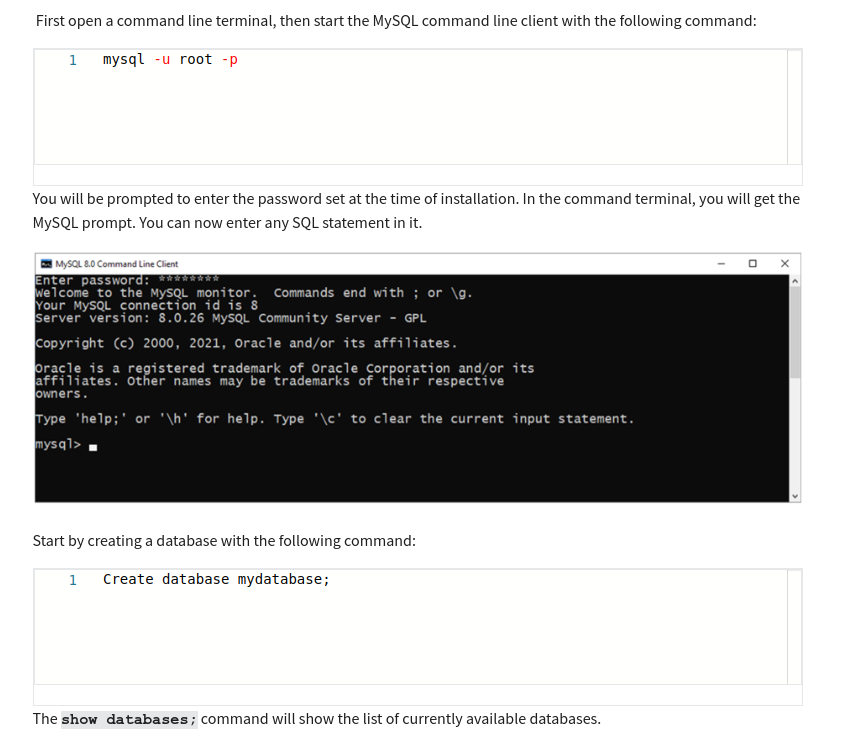 First open a command line terminal, then start the MySQL command line client with the following command:
1 mysql -u root -p
You will be prompted to enter the password set at the time of installation. In the command terminal, you will get the
MySQL prompt. You can now enter any SQL statement in it.
MySQL 8.0 Command Line Client
Enter password: ********
Welcome to the MySQL monitor.  Commands end with ; or \g.
Your MySQL connection id is 8
Server version: 8.0.26 MySQL Community Server - GPL
Copyright (c) 2000, 2021, Oracle and/or its affiliates.
Oracle is a registered trademark of Oracle Corporation and/or its
affiliates. Other names may be trademarks of their respective
owners.
Type 'help;' or '\h' for help. Type '\c' to clear the current input statement.
mysql>
Start by creating a database with the following command:
1 Create database mydatabase;
The show databases; command will show the list of currently available databases.